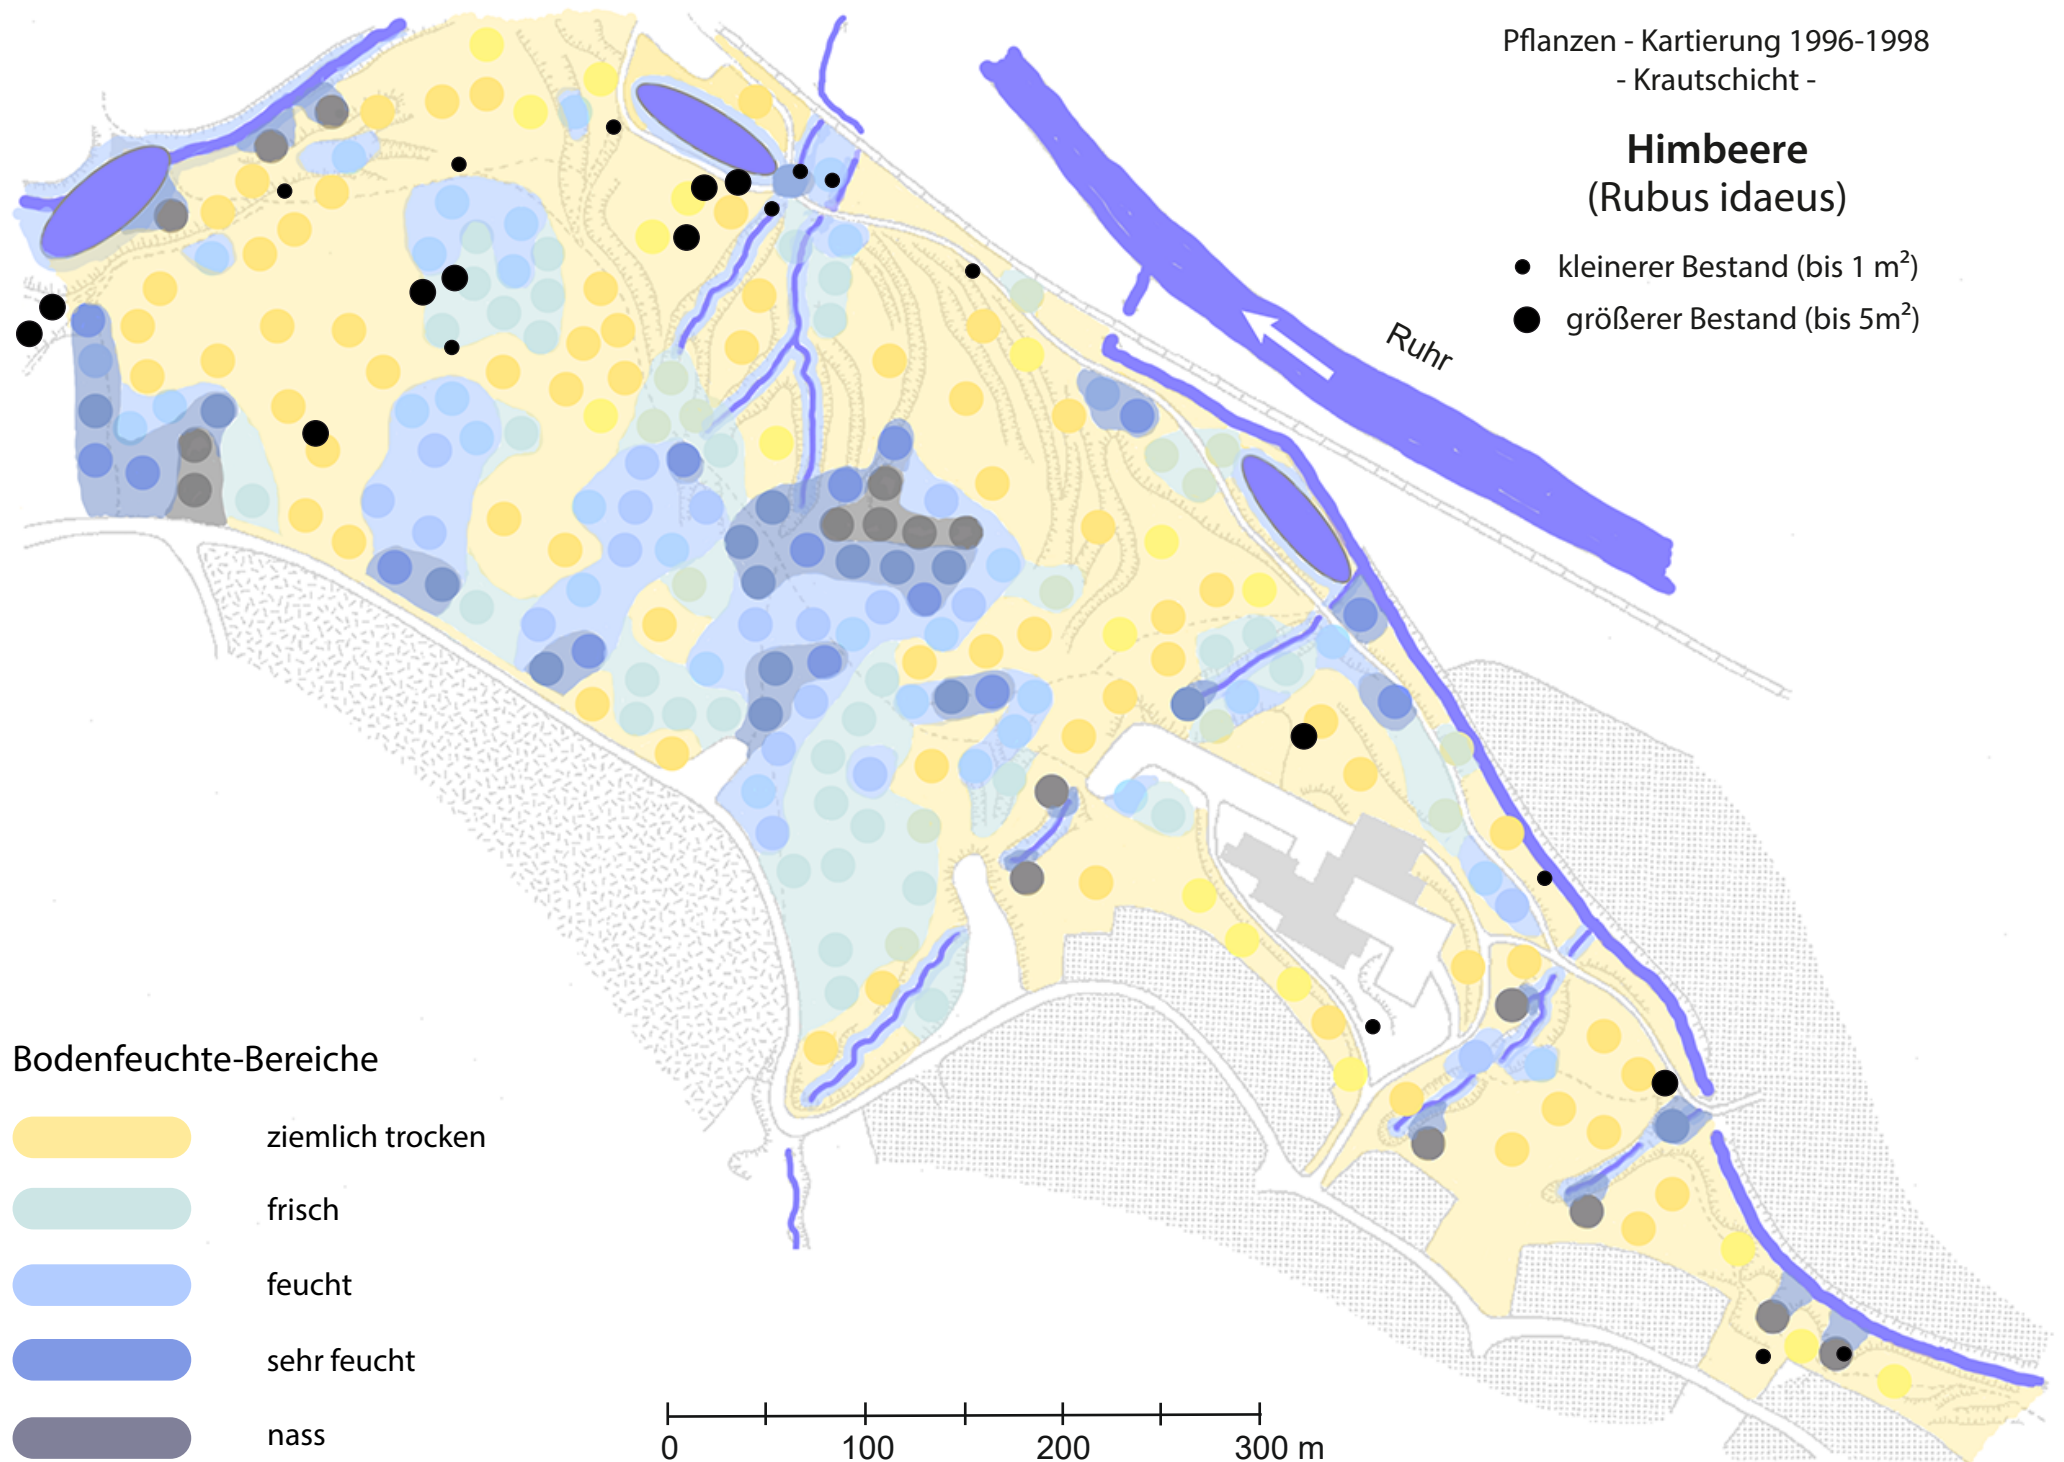 Pflanzen - Kartierung 1996-1998
- Krautschicht -
Himbeere
(Rubus idaeus)
kleinerer Bestand (bis 1 m²)
größerer Bestand (bis 5m²)
Ruhr
Bodenfeuchte-Bereiche
ziemlich trocken
frisch
feucht
sehr feucht
nass
0 100 200 300 m